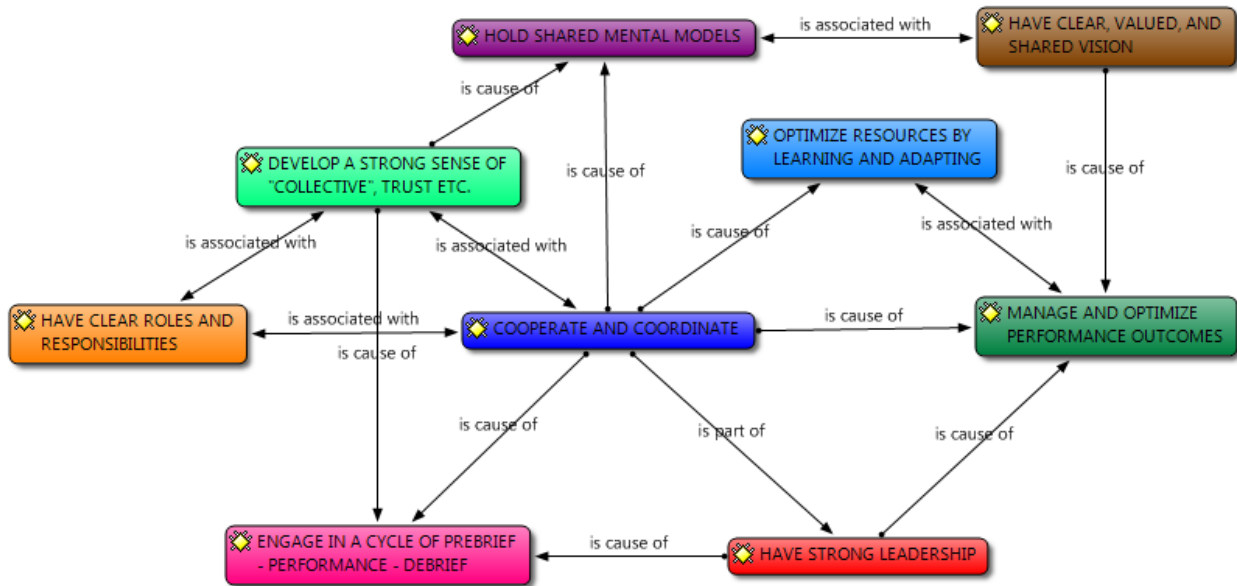 HOLD SHARED MENTAL MODELS
is associated with
HAVE CLEAR, VALUED, AND
SHARED VISION
is cause of
OPTIMIZE RESOURCES BY
LEARNING AND ADAPTING
DEVELOP A STRONG SENSE OF
"COLLECTIVE", TRUST ETC.
is cause of
is cause of
is associated with
is associated with
is cause of
is associated with
HAVE CLEAR ROLES AND
RESPONSIBILITIES
is associated with
is cause of
COOPERATE AND COORDINATE
is cause of
MANAGE AND OPTIMIZE
PERFORMANCE OUTCOMES
is cause of
is part of
is cause of
ENGAGE IN A CYCLE OF PREBRIEF
- PERFORMANCE - DEBRIEF
is cause of
HAVE STRONG LEADERSHIP